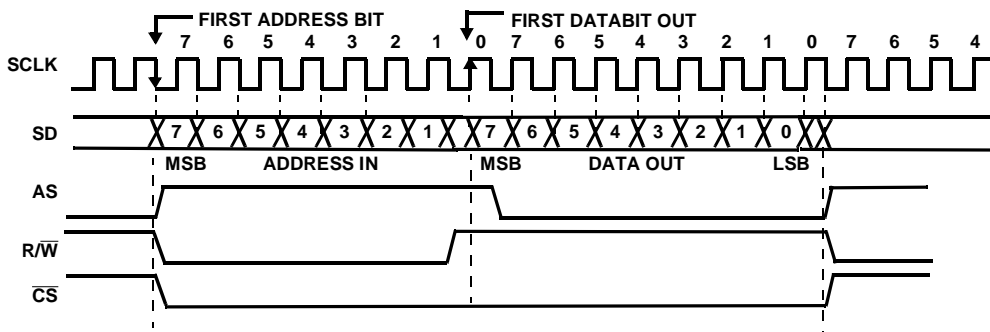 FIRST ADDRESS BIT FIRST DATABIT OUT
7 6 5 4 3 2 1 0 7 6 5 4 3 2 1 0 7 6 5 4
SCLK
SD 7 6 5 4 3 2 1 7 6 5 4 3 2 1 0
MSB ADDRESS IN MSB DATA OUT LSB
AS
R/W̅
C̅S̅